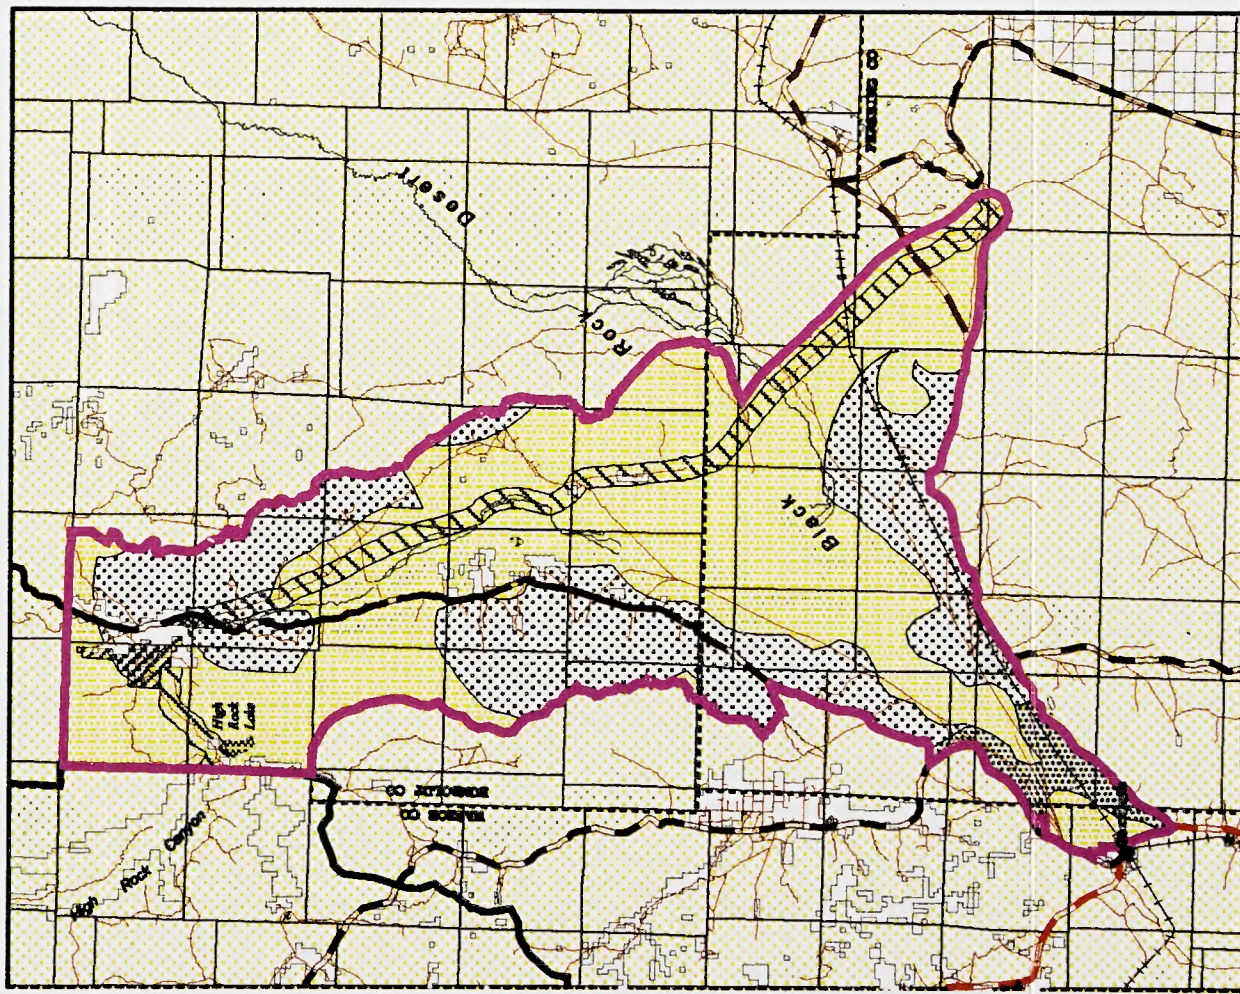 PERSHING CO
Desert
Rock
Black
High
Rock
Lake
HUMBOLDT CO
WASHOE CO
High Rock Canyon